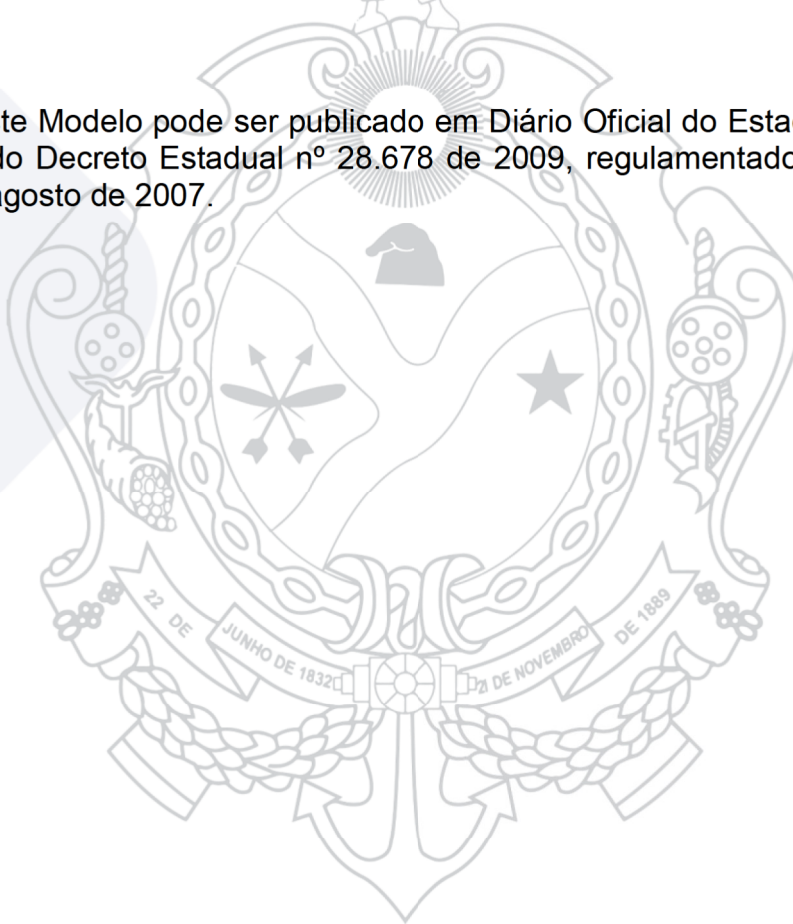 te Modelo pode ser publicado em Diário Oficial do Esta
do Decreto Estadual nº 28.678 de 2009, regulamentado
agosto de 2007.
22 DE JUNHO DE 1832 21 DE NOVEMBRO DE 1889